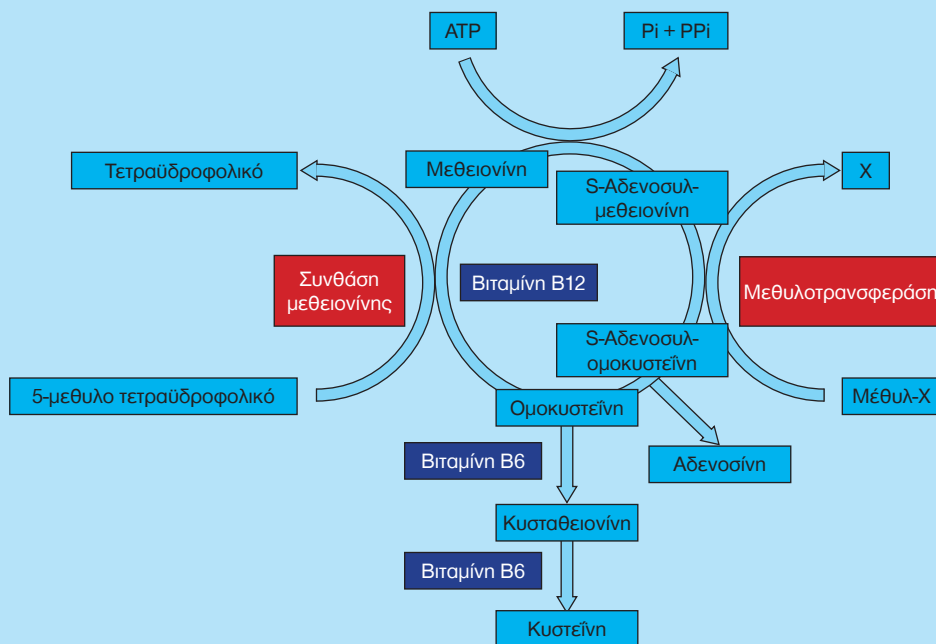 ATP
Pi + PPi
Τετραϋδροφολικό
Μεθειονίνη
X
S-Αδενοσυλ-
μεθειονίνη
Συνθάση
μεθειονίνης
Βιταμίνη B12
Μεθυλοτρανσφεράση
S-Αδενοσυλ-
ομοκυστεΐνη
5-μεθυλο τετραϋδροφολικό
Ομοκυστεΐνη
Μέθυλ-X
Βιταμίνη B6
Αδενοσίνη
Κυσταθειονίνη
Βιταμίνη B6
Κυστεΐνη